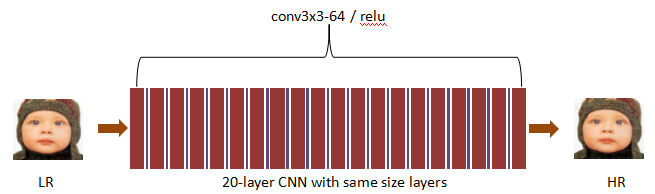 conv3x3-64 / relu
LR
20-layer CNN with same size layers
HR